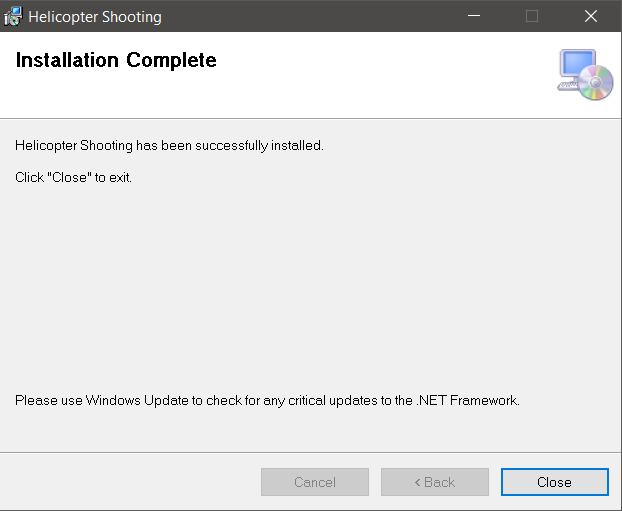 Helicopter Shooting
Installation Complete
Helicopter Shooting has been successfully installed.
Click "Close" to exit.
Please use Windows Update to check for any critical updates to the .NET Framework.
Cancel
< Back
Close